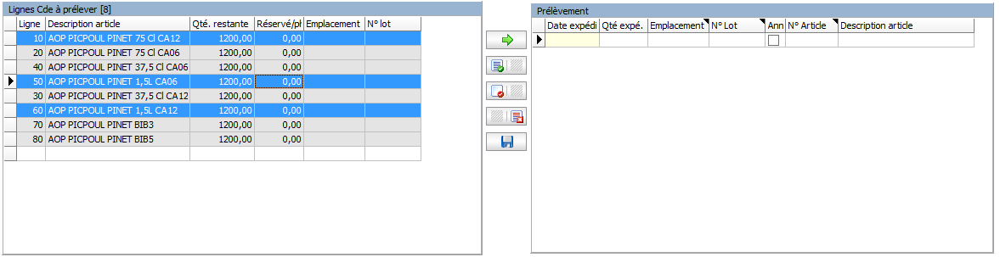 Lignes Cde à prélever [8]
Ligne Description article Qté. restante Réservé/pl Emplacement N° lot
10 AOP PICPOUL PINET 75 Cl CA12 1200,00 0,00
20 AOP PICPOUL PINET 75 Cl CA06 1200,00 0,00
40 AOP PICPOUL PINET 37,5 Cl CA06 1200,00 0,00
50 AOP PICPOUL PINET 1,5L CA06 1200,00 0,00
30 AOP PICPOUL PINET 37,5 Cl CA12 1200,00 0,00
60 AOP PICPOUL PINET 1,5L CA12 1200,00 0,00
70 AOP PICPOUL PINET BIB3 1200,00 0,00
80 AOP PICPOUL PINET BIB5 1200,00 0,00
Prélèvement
Date expédi Qté expé. Emplacement N° Lot Ann N° Article Description article